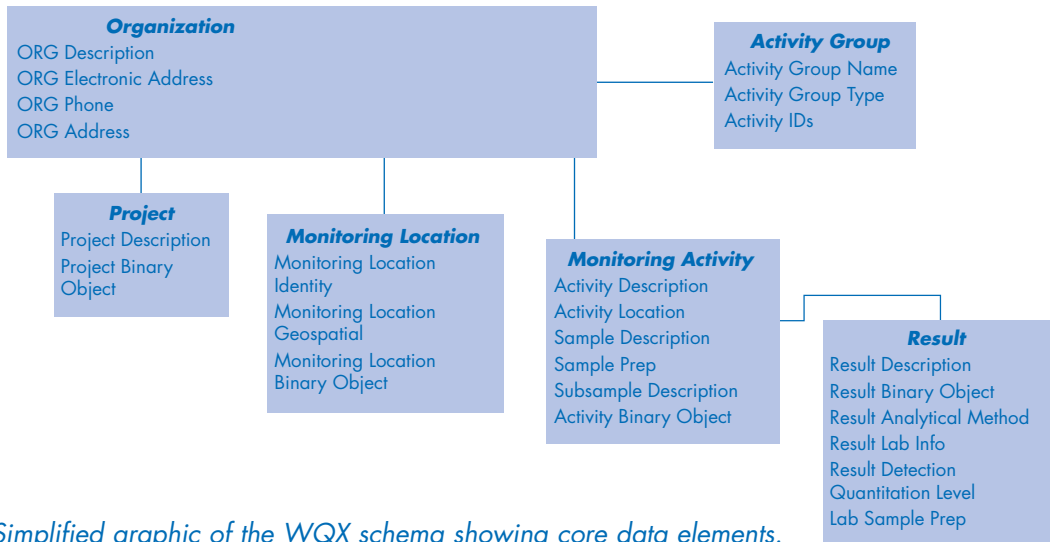 Organization
ORG Description
ORG Electronic Address
ORG Phone
ORG Address
Activity Group
Activity Group Name
Activity Group Type
Activity IDs
Project
Project Description
Project Binary
Object
Monitoring Location
Monitoring Location
Identity
Monitoring Location
Geospatial
Monitoring Location
Binary Object
Monitoring Activity
Activity Description
Activity Location
Sample Description
Sample Prep
Subsample Description
Activity Binary Object
Result
Result Description
Result Binary Object
Result Analytical Method
Result Lab Info
Result Detection
Quantitation Level
Lab Sample Prep
Simplified graphic of the WQX schema showing core data elements.